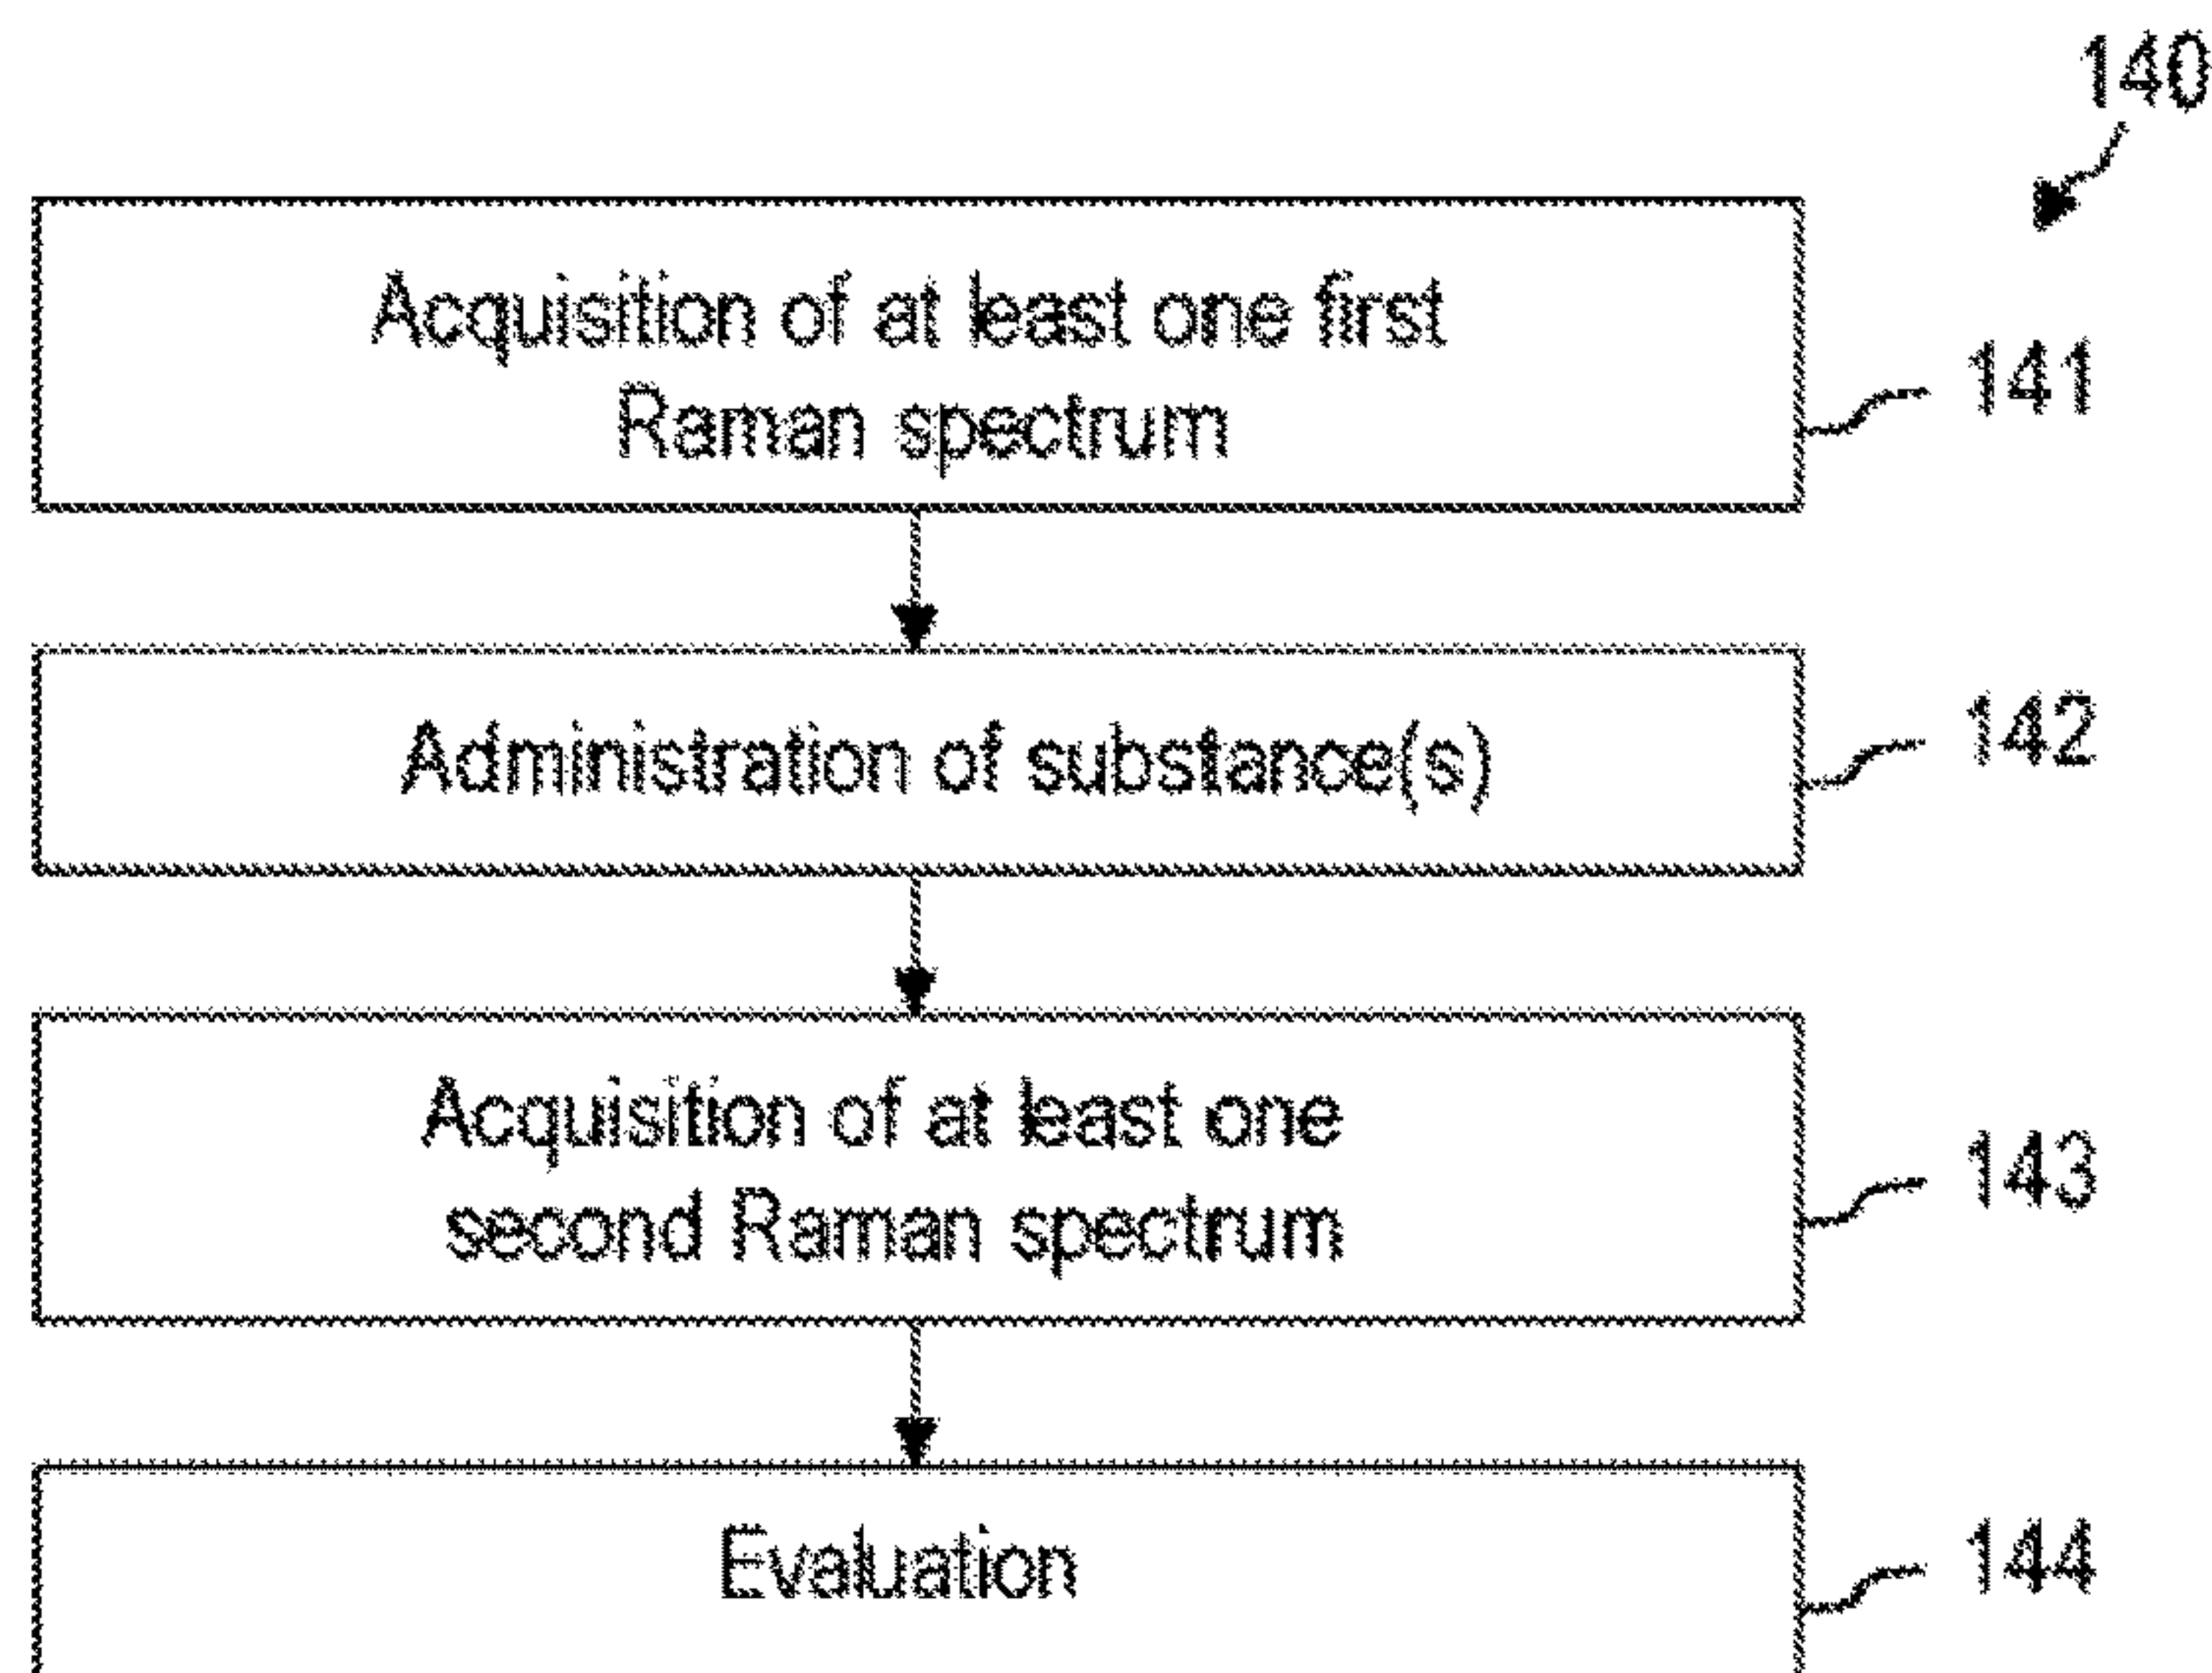 140
Acquisition of at least one first
Raman spectrum
141
Administration of substance(s)
142
Acquisition of at least one
second Raman spectrum
143
Evaluation
144